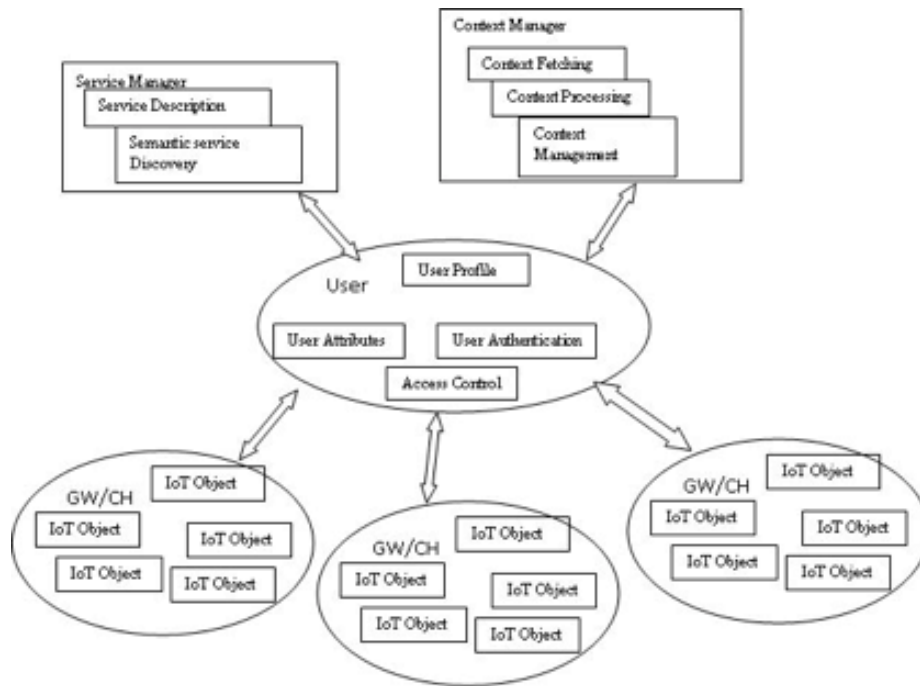 Context Manager
Context Fetching
Context Processing
Context
Management
Service Manager
Service Description
Semantic service
Discovery
User Profile
User
User Attributes
User Authentication
Access Control
IoT Object
GW/CH
IoT Object
IoT Object
IoT Object
IoT Object
IoT Object
GW/CH
IoT Object
IoT Object
IoT Object
IoT Object
IoT Object
GW/CH
IoT Object
IoT Object
IoT Object
IoT Object